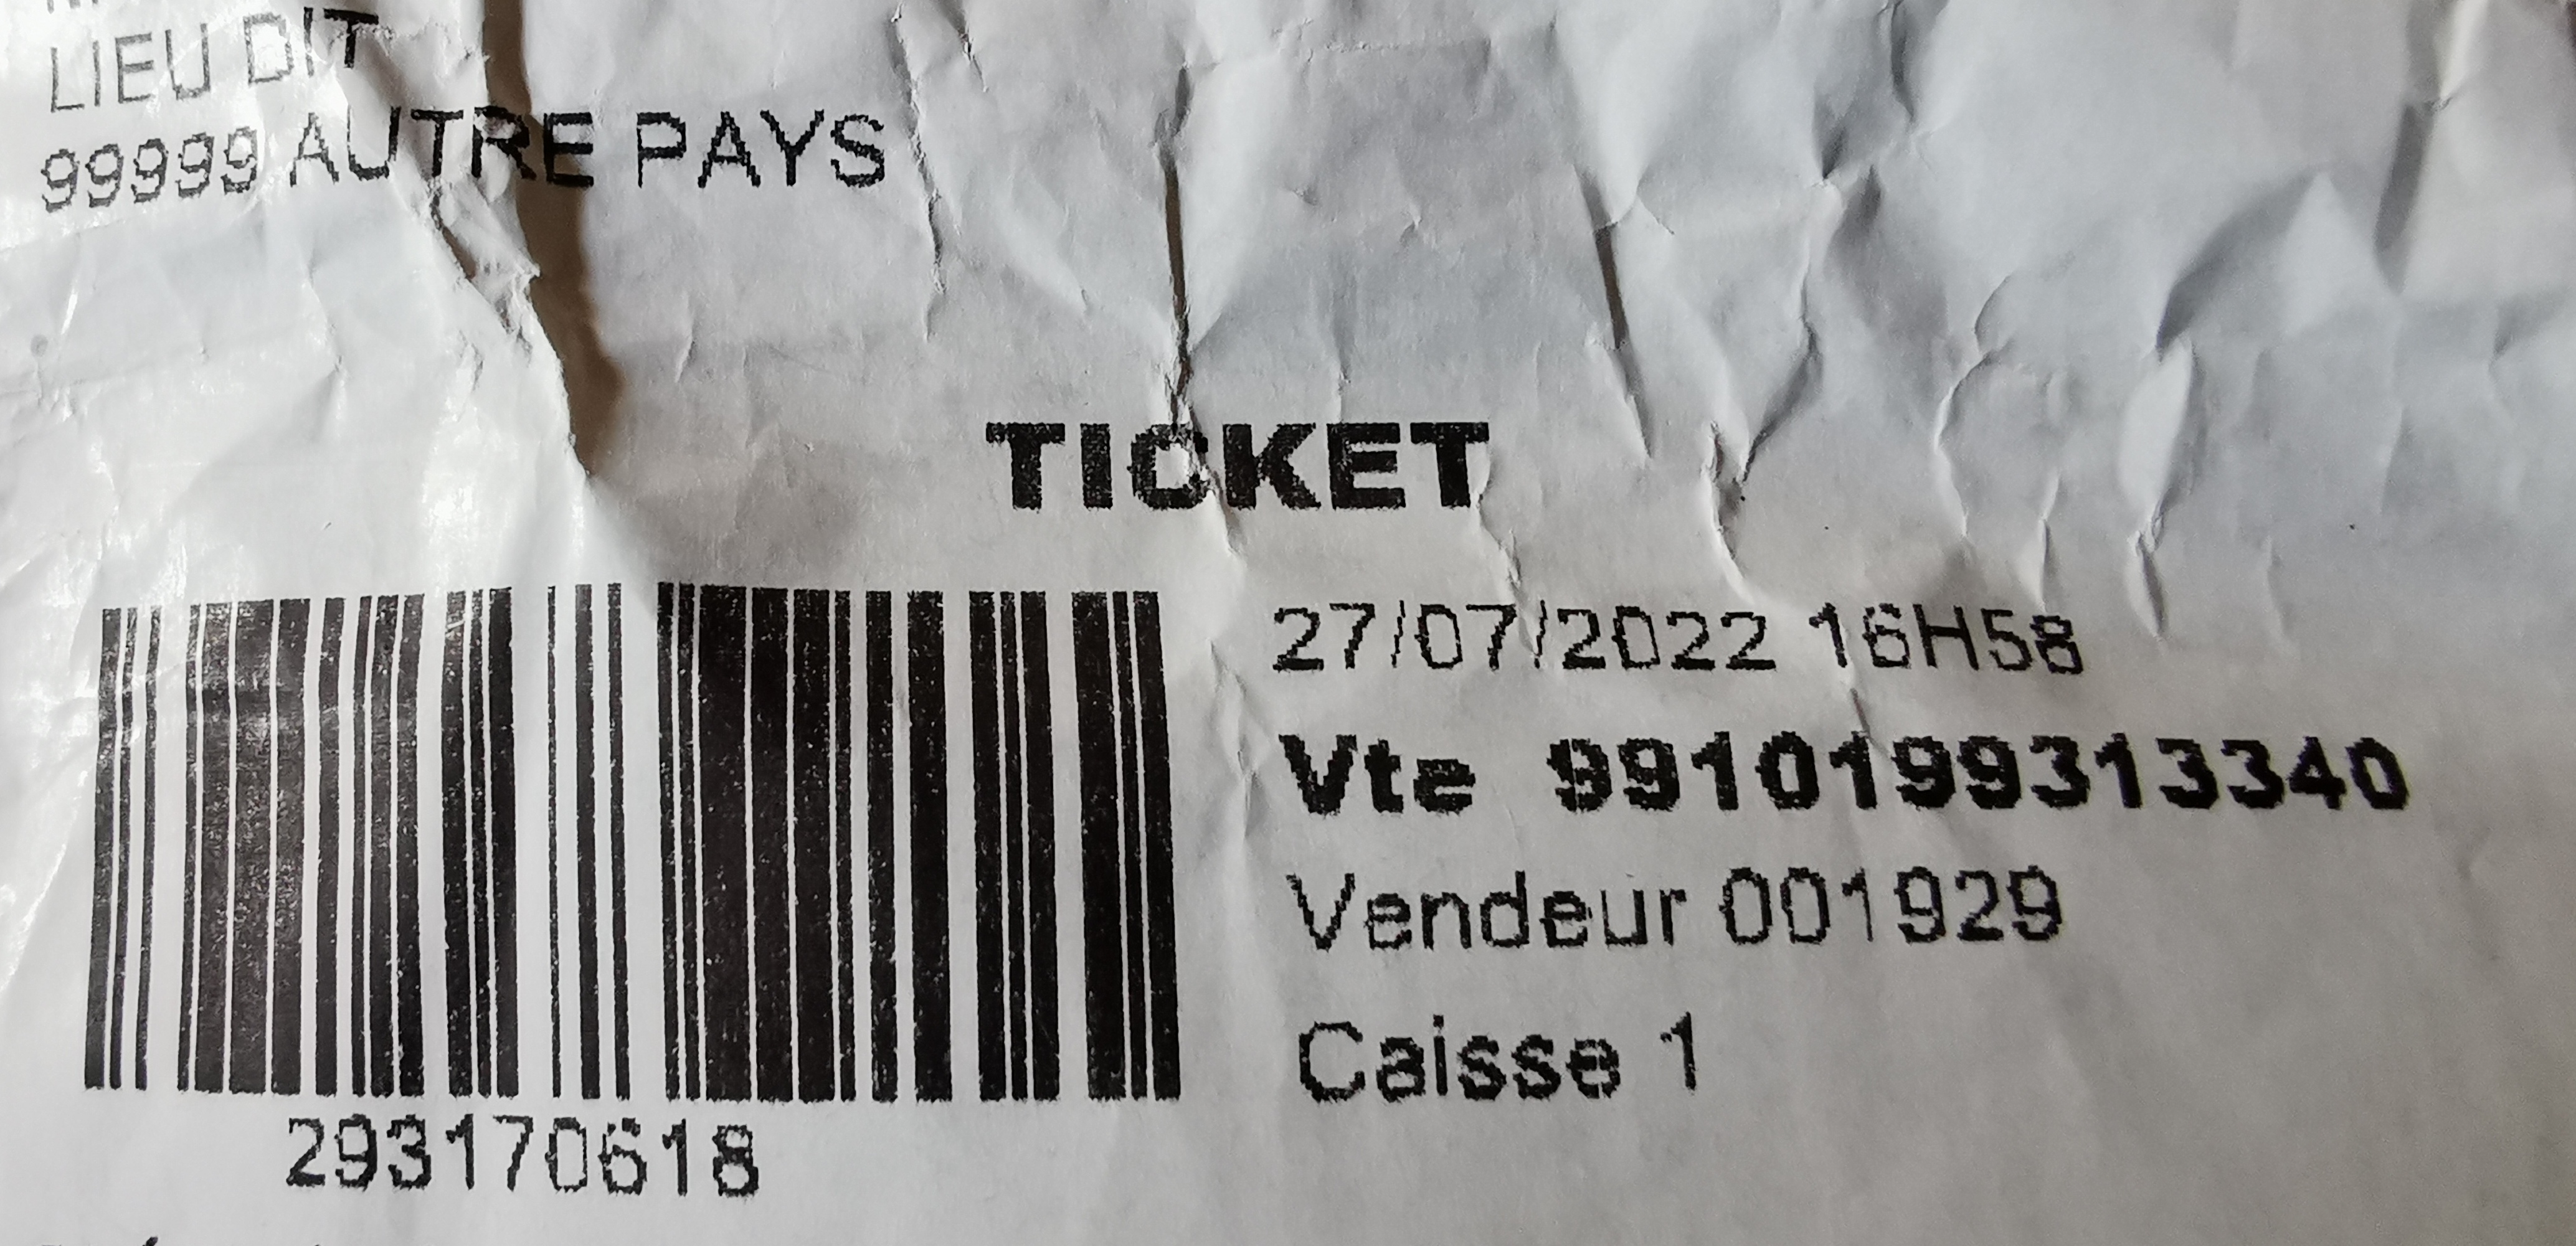 LIEU DIT
99999 AUTRE PAYS
TICKET
27/07/2022 16H58
Vte 9910199313340
Vendeur 001929
Caisse 1
293170618